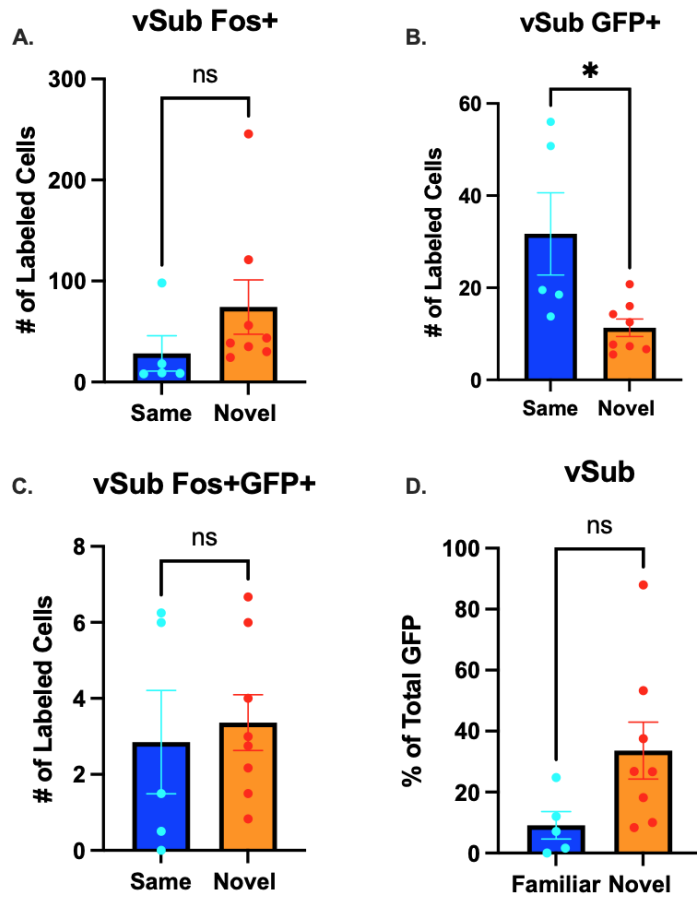 A.
vSub Fos+
ns
# of Labeled Cells
300
200
100
0
Same Novel
B.
vSub GFP+
*
# of Labeled Cells
60
40
20
0
Same Novel
C.
vSub Fos+GFP+
ns
# of Labeled Cells
8
6
4
2
0
Same Novel
D.
vSub
ns
% of Total GFP
100
80
60
40
20
0
Familiar Novel